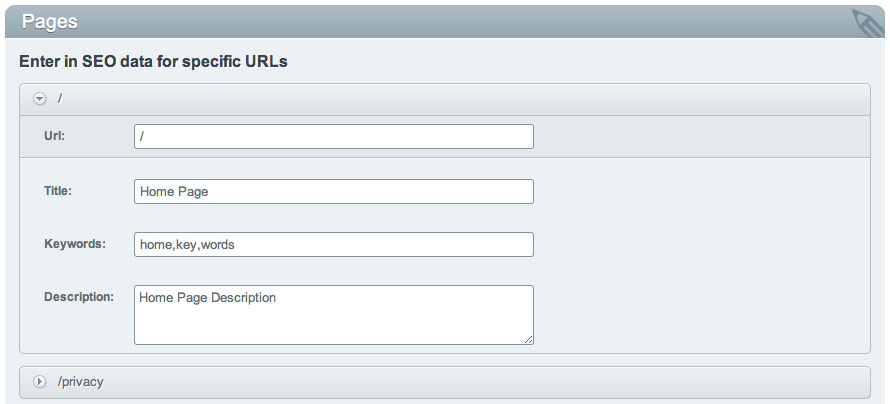 Pages
Enter in SEO data for specific URLs
/
Url: /
Title: Home Page
Keywords: home,key,words
Description: Home Page Description
/privacy